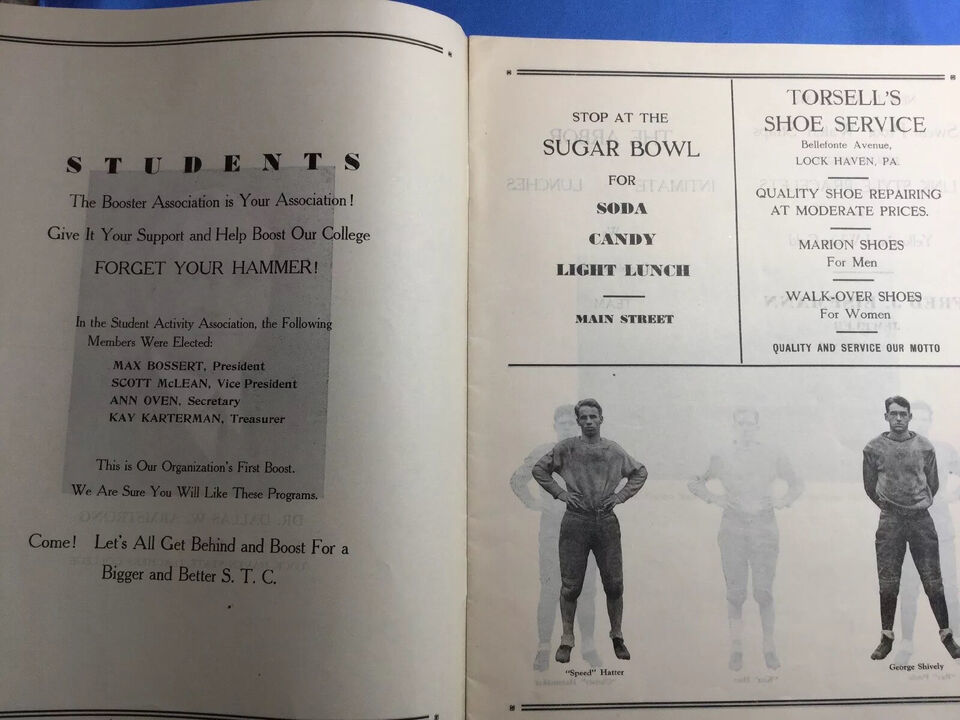 STUDENTS
The Booster Association is Your Association!
Give It Your Support and Help Boost Our College
FORGET YOUR HAMMER!
In the Student Activity Association, the Following
Members Were Elected:
MAX BOSSERT, President
SCOTT McLEAN, Vice President
ANN OVEN, Secretary
KAY KARTERMAN, Treasurer
This is Our Organization's First Boost.
We Are Sure You Will Like These Programs.
Come! Let's All Get Behind and Boost For a
Bigger and Better S. T. C.
STOP AT THE
SUGAR BOWL
FOR
SODA
CANDY
LIGHT LUNCH
MAIN STREET
TORSELL'S
SHOE SERVICE
Bellefonte Avenue,
LOCK HAVEN, PA.
QUALITY SHOE REPAIRING
AT MODERATE PRICES.
MARION SHOES
For Men
WALK-OVER SHOES
For Women
QUALITY AND SERVICE OUR MOTTO
"Speed" Hatter
George Shively